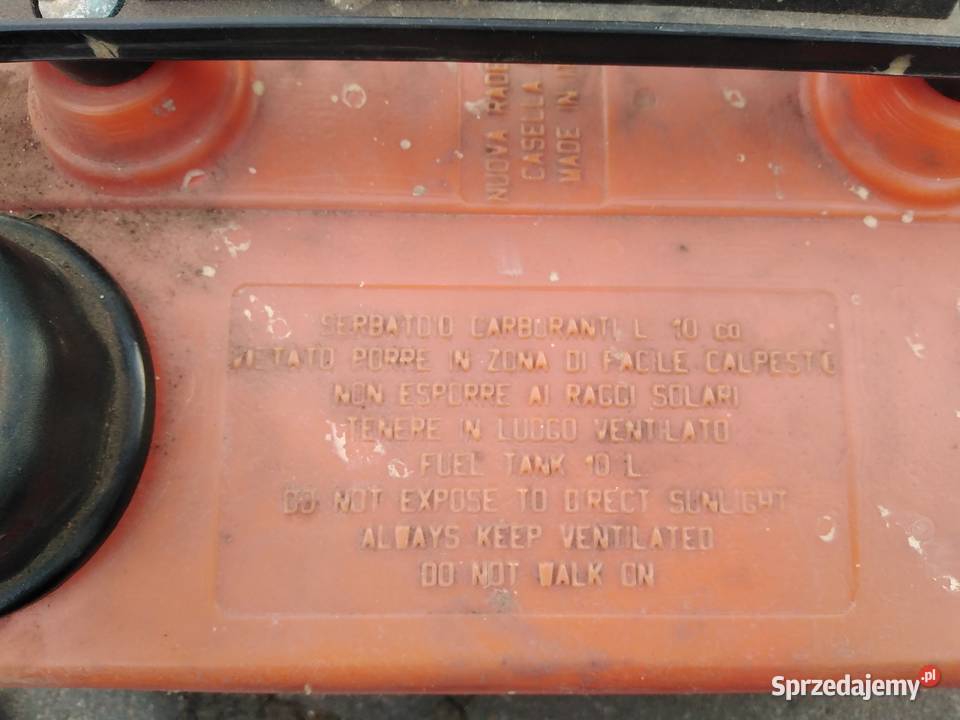 NUOVA RADE
CASELLA
MADE IN
SERBATOIO CARBURANTI L 10 ca
VIETATO PORRE IN ZONA DI FACILE CALPESTIO
NON ESPORRE AI RAGGI SOLARI
TENERE IN LUOGO VENTILATO
FUEL TANK 10 L
DO NOT EXPOSE TO DIRECT SUNLIGHT
ALWAYS KEEP VENTILATED
DO NOT WALK ON
Sprzedajemy.pl